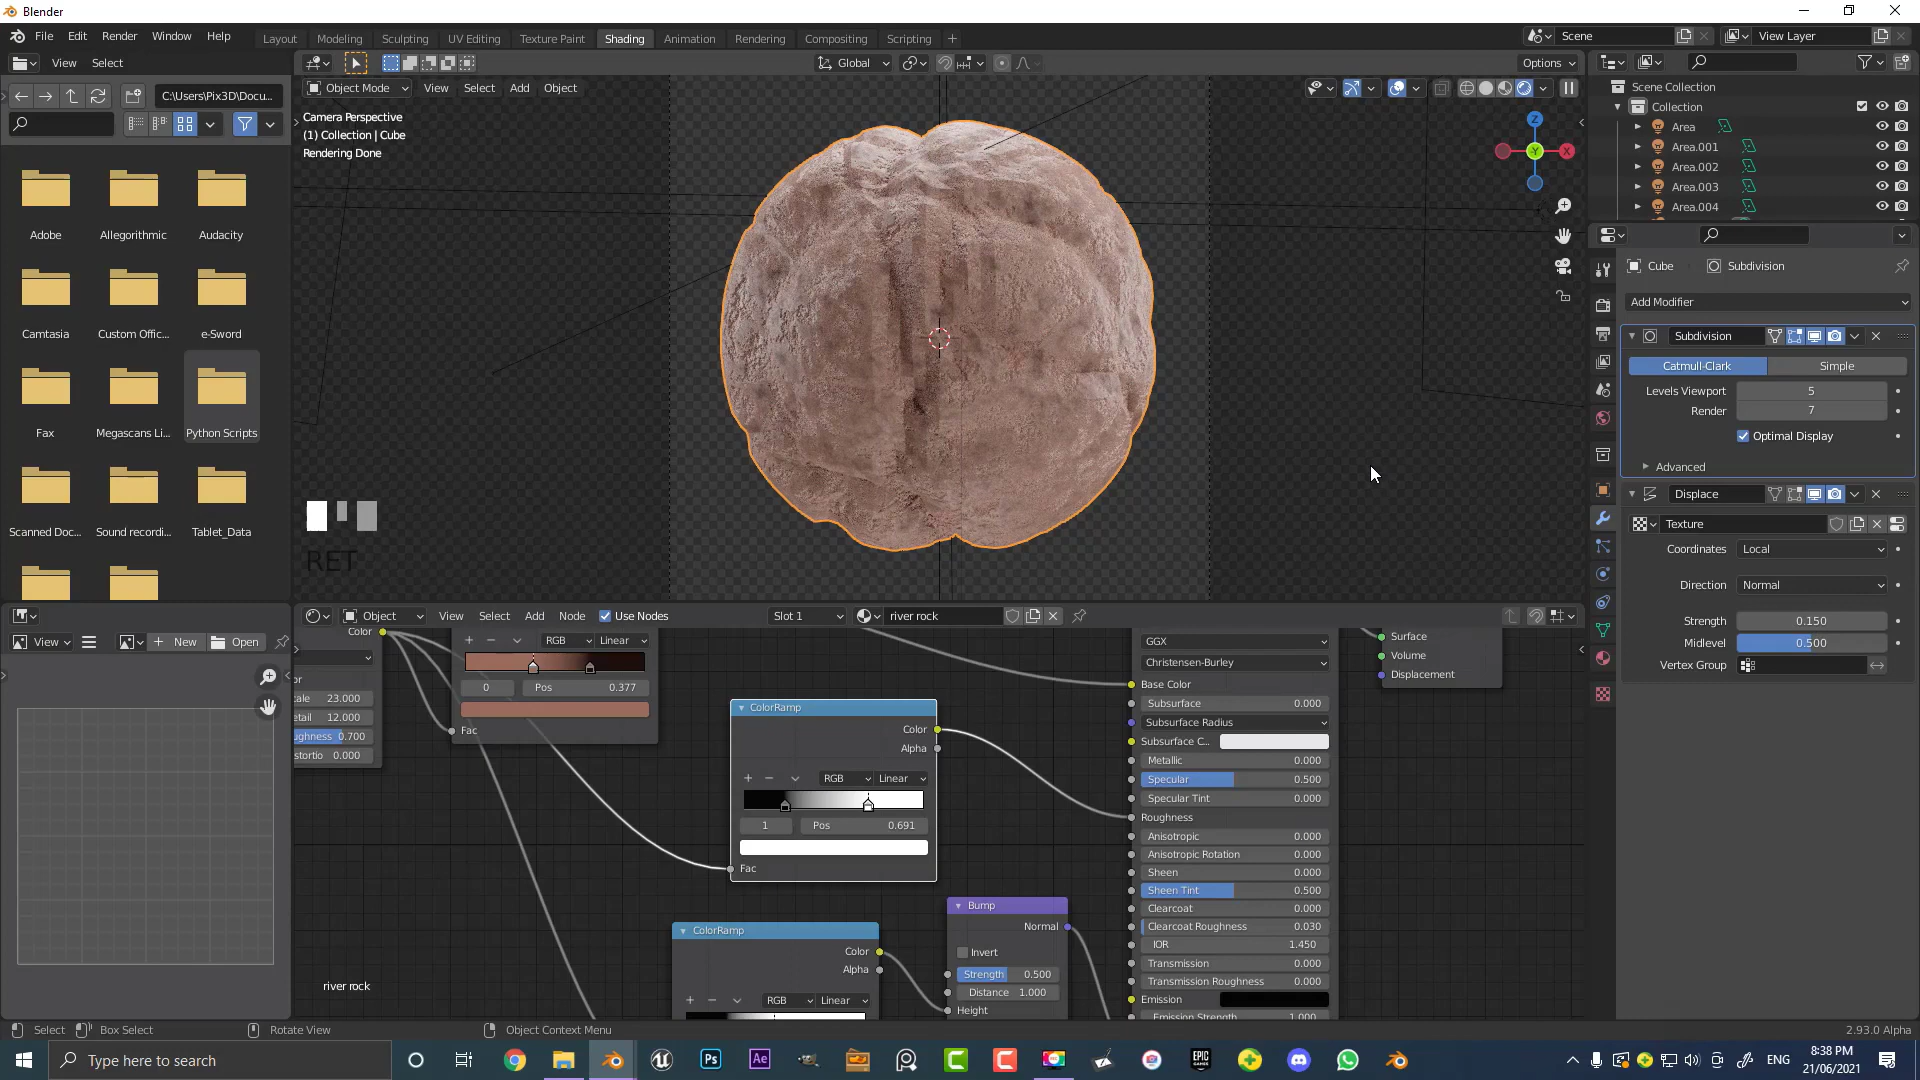 Blender
File Edit Render Window Help
Layout Modeling Sculpting UV Editing Texture Paint Shading Animation Rendering Compositing Scripting
Scene
View Layer
View Select
Global
Options
C:\Users\Pix3D\Docu...
Object Mode View Select Add Object
Camera Perspective
(1) Collection | Cube
Rendering Done
Z
Y
X
Scene Collection
Collection
Area
Area.001
Area.002
Area.003
Area.004
Adobe
Allegorithmic
Audacity
Camtasia
Custom Offic...
e-Sword
Fax
Megascans Li...
Python Scripts
Scanned Doc...
Sound recordi...
Tablet_Data
RET
Cube
Subdivision
Add Modifier
Subdivision
Catmull-Clark Simple
Levels Viewport 5
Render 7
Optimal Display
Advanced
Displace
Texture
Coordinates Local
Direction Normal
Strength 0.150
Midlevel 0.500
Vertex Group
View New Open
Object View Select Add Node Use Nodes
Slot 1
river rock
Color
or
cale 23.000
etail 12.000
ughness 0.700
stortio 0.000
RGB Linear
0 Pos 0.377
Fac
ColorRamp
Color
Alpha
RGB Linear
1 Pos 0.691
Fac
ColorRamp
Color
Alpha
RGB Linear
Bump
Normal
Invert
Strength 0.500
Distance 1.000
Height
GGX
Christensen-Burley
Base Color
Subsurface 0.000
Subsurface Radius
Subsurface C..
Metallic 0.000
Specular 0.500
Specular Tint 0.000
Roughness
Anisotropic 0.000
Anisotropic Rotation 0.000
Sheen 0.000
Sheen Tint 0.500
Clearcoat 0.000
Clearcoat Roughness 0.030
IOR 1.450
Transmission 0.000
Transmission Roughness 0.000
Emission
Emission Strength 1.000
Surface
Volume
Displacement
river rock
Select Box Select Rotate View Object Context Menu
2.93.0 Alpha
Type here to search
Ps
Ae
EPIC GAMES
ENG
8:38 PM
21/06/2021